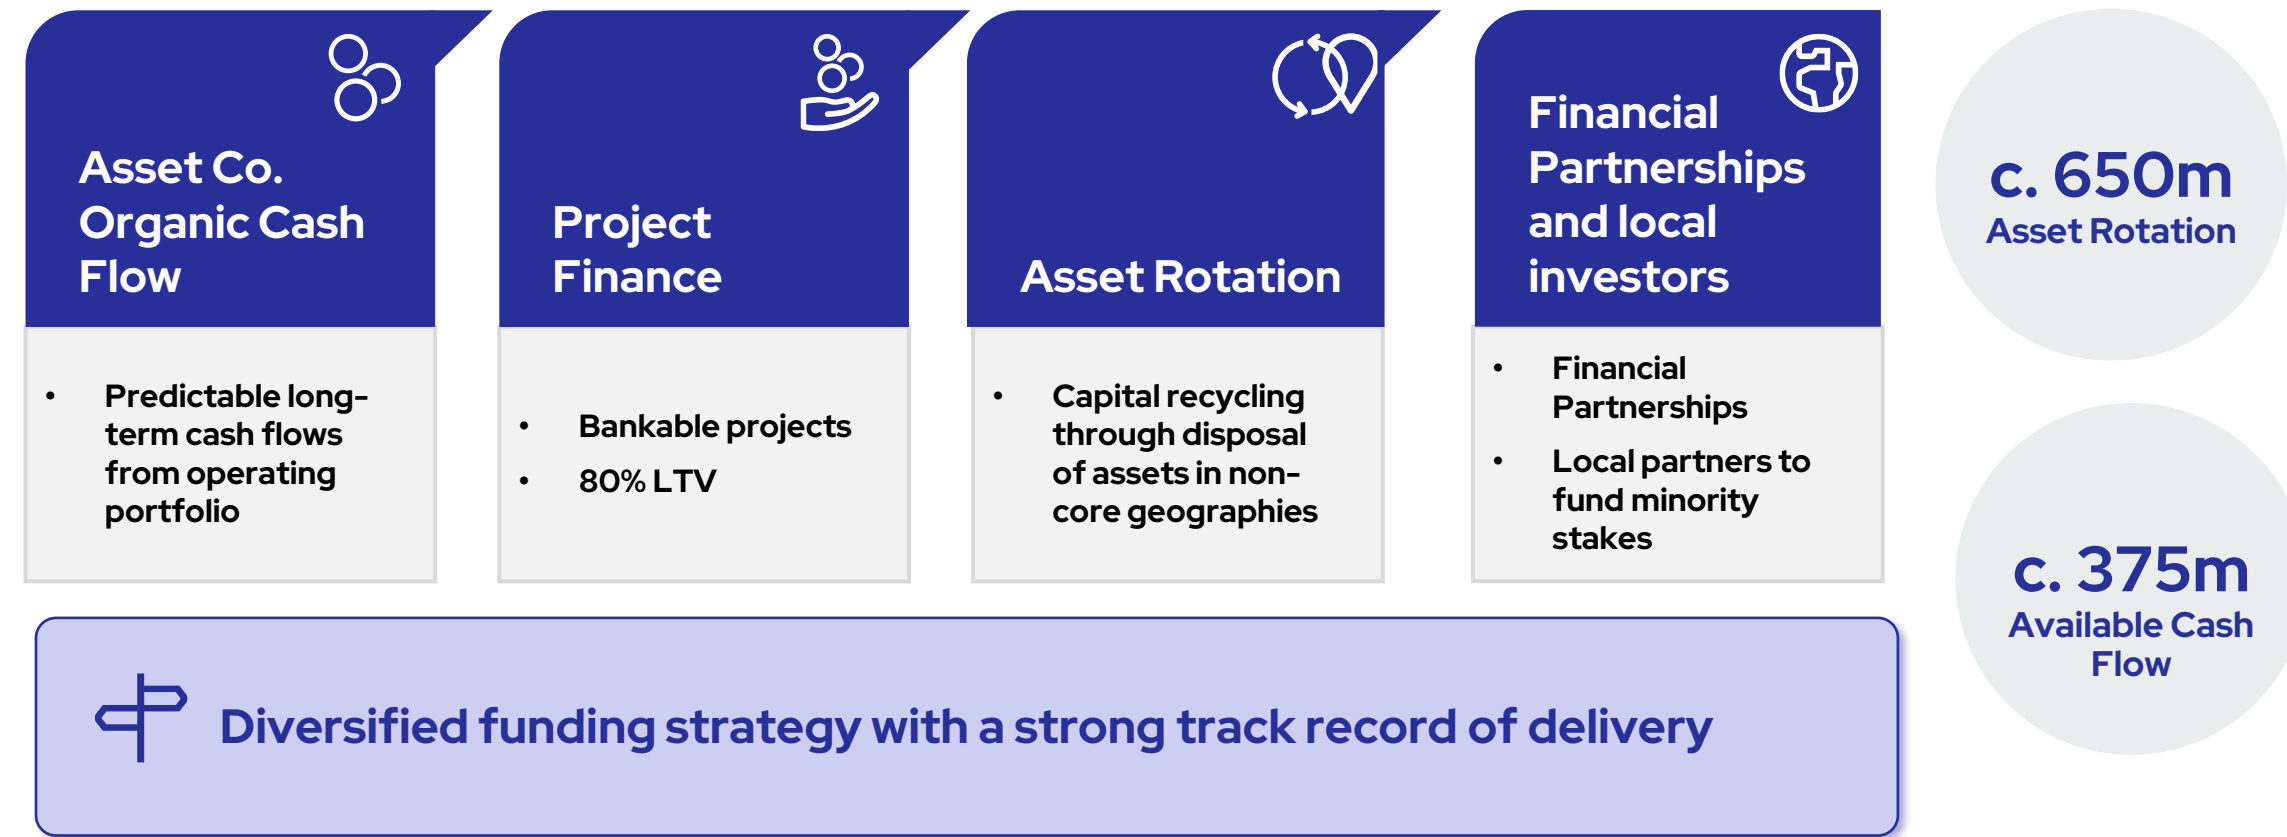 Asset Co.
Organic Cash
Flow
• Predictable long-
term cash flows
from operating
portfolio
Project
Finance
• Bankable projects
• 80% LTV
Asset Rotation
• Capital recycling
through disposal
of assets in non-
core geographies
Financial
Partnerships
and local
investors
• Financial
Partnerships
• Local partners to
fund minority
stakes
c. 650m
Asset Rotation
c. 375m
Available Cash
Flow
Diversified funding strategy with a strong track record of delivery